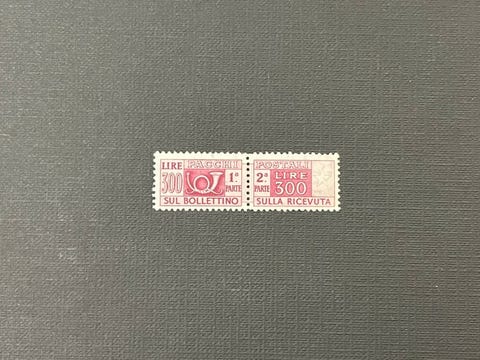 LIRE PACCHI
300 1ª PARTE
SUL BOLLETTINO
POSTALI
2ª PARTE LIRE 300
SULLA RICEVUTA